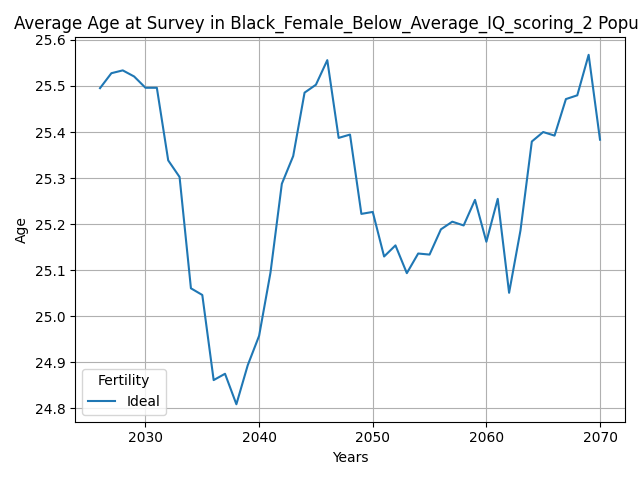 Average Age at Survey in Black_Female_Below_Average_IQ_scoring_2 Popu
25.6
25.5
25.4
25.3
25.2
25.1
25.0
24.9
24.8
Age
Fertility
Ideal
2030 2040 2050 2060 2070
Years